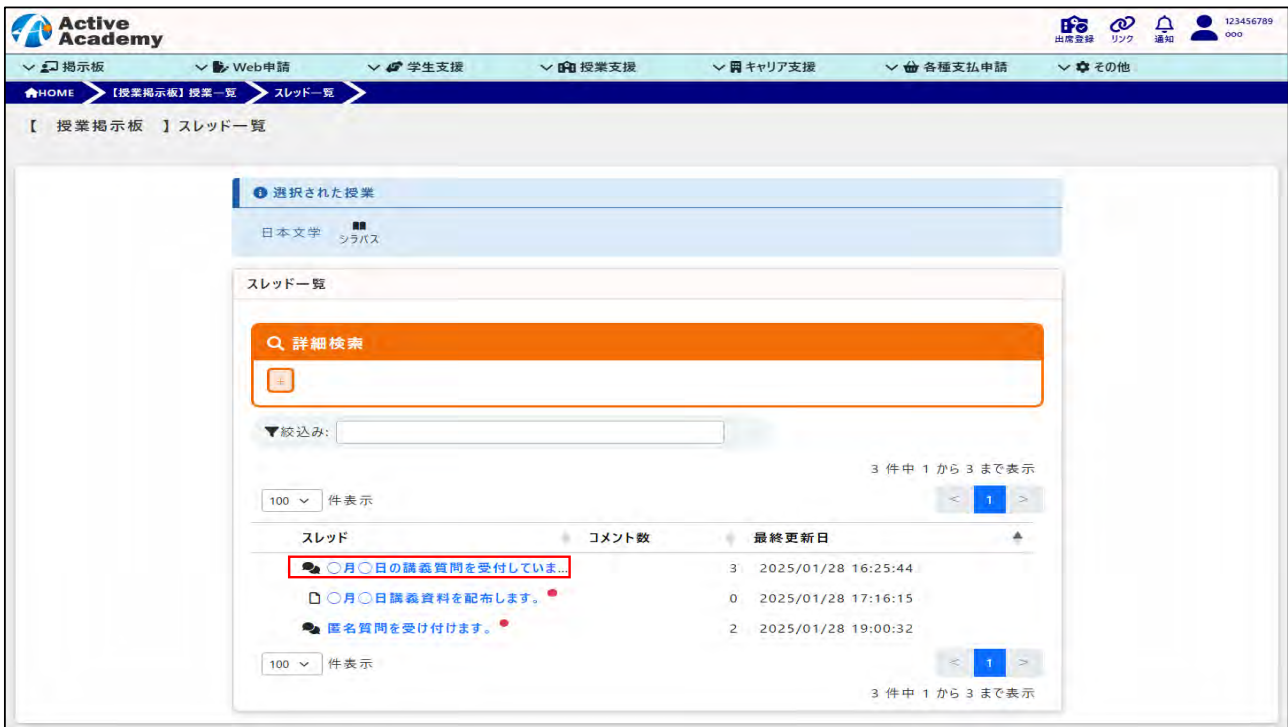 Active
Academy
出席登録 リンク 通知 123456789
○○○
掲示板 Web申請 学生支援 授業支援 キャリア支援 各種支払申請 その他
HOME 【授業掲示板】授業一覧 スレッド一覧
【 授業掲示板 】スレッド一覧
選択された授業
日本文学 シラバス
スレッド一覧
詳細検索
+
絞込み:
3 件中 1 から 3 まで表示
100 件表示 < 1 >
スレッド コメント数 最終更新日
○月○日の講義質問を受付していま... 3 2025/01/28 16:25:44
○月○日講義資料を配布します。 0 2025/01/28 17:16:15
匿名質問を受け付けます。 2 2025/01/28 19:00:32
100 件表示 < 1 >
3 件中 1 から 3 まで表示